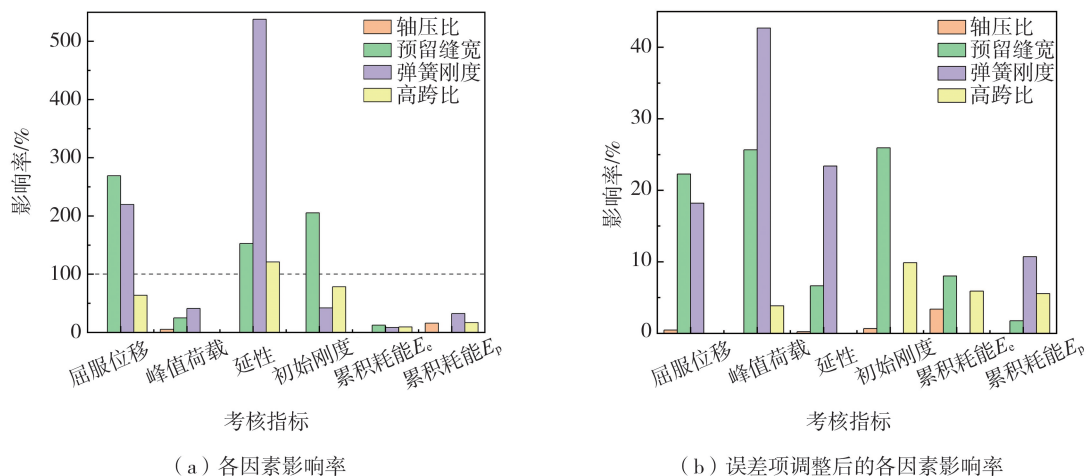 500
400
300
200
100
0
影响率/%
轴压比
预留缝宽
弹簧刚度
高跨比
屈服位移
峰值荷载
延性
初始刚度
累积耗能Ee
累积耗能Ep
考核指标
（a）各因素影响率
40
30
20
10
0
影响率/%
轴压比
预留缝宽
弹簧刚度
高跨比
屈服位移
峰值荷载
延性
初始刚度
累积耗能Ee
累积耗能Ep
考核指标
（b）误差项调整后的各因素影响率